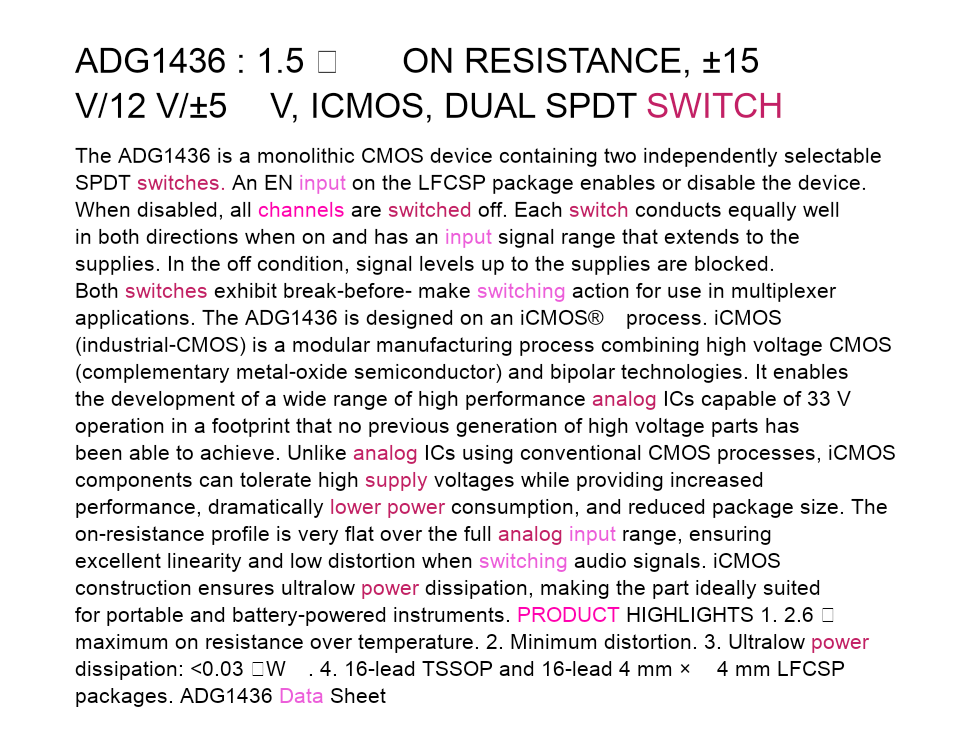 ADG1436 : 1.5 □ ON RESISTANCE, ±15
V/12 V/±5 V, ICMOS, DUAL SPDT SWITCH
The ADG1436 is a monolithic CMOS device containing two independently selectable
SPDT switches. An EN input on the LFCSP package enables or disable the device.
When disabled, all channels are switched off. Each switch conducts equally well
in both directions when on and has an input signal range that extends to the
supplies. In the off condition, signal levels up to the supplies are blocked.
Both switches exhibit break-before- make switching action for use in multiplexer
applications. The ADG1436 is designed on an iCMOS® process. iCMOS
(industrial-CMOS) is a modular manufacturing process combining high voltage CMOS
(complementary metal-oxide semiconductor) and bipolar technologies. It enables
the development of a wide range of high performance analog ICs capable of 33 V
operation in a footprint that no previous generation of high voltage parts has
been able to achieve. Unlike analog ICs using conventional CMOS processes, iCMOS
components can tolerate high supply voltages while providing increased
performance, dramatically lower power consumption, and reduced package size. The
on-resistance profile is very flat over the full analog input range, ensuring
excellent linearity and low distortion when switching audio signals. iCMOS
construction ensures ultralow power dissipation, making the part ideally suited
for portable and battery-powered instruments. PRODUCT HIGHLIGHTS 1. 2.6 □
maximum on resistance over temperature. 2. Minimum distortion. 3. Ultralow power
dissipation: <0.03 □W . 4. 16-lead TSSOP and 16-lead 4 mm × 4 mm LFCSP
packages. ADG1436 Data Sheet